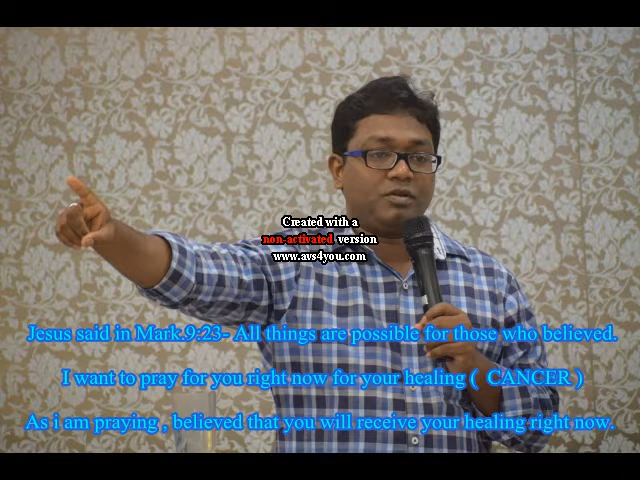 Created with a
non-activated version
www.avs4you.com
Jesus said in Mark.9:23- All things are possible for those who believed.
I want to pray for you right now for your healing ( CANCER )
As i am praying , believed that you will receive your healing right now.